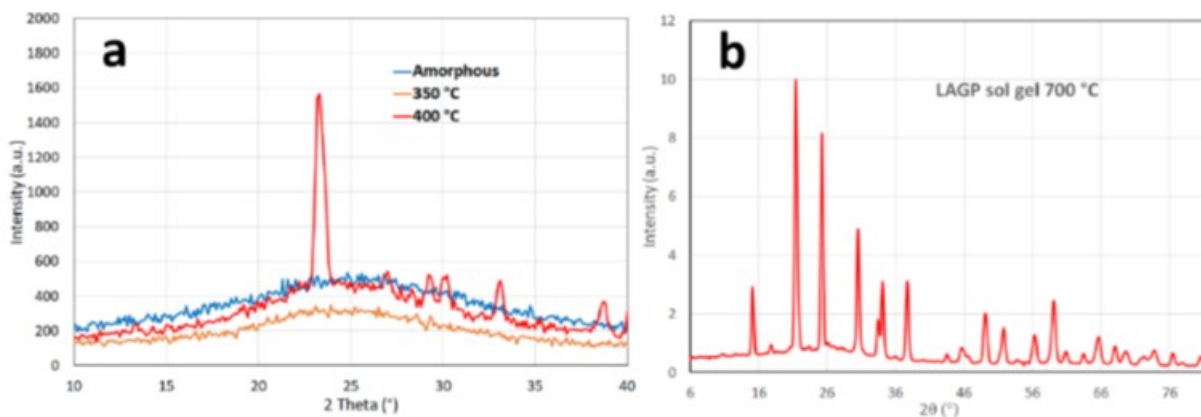 a
Amorphous
350 °C
400 °C
2000
1800
1600
1400
1200
1000
800
600
400
200
0
Intensity (a.u.)
10 15 20 25 30 35 40
2 Theta (°)
b
LAGP sol gel 700 °C
12
10
8
6
4
2
0
Intensity (a.u.)
6 16 26 36 46 56 66 76
2θ (°)